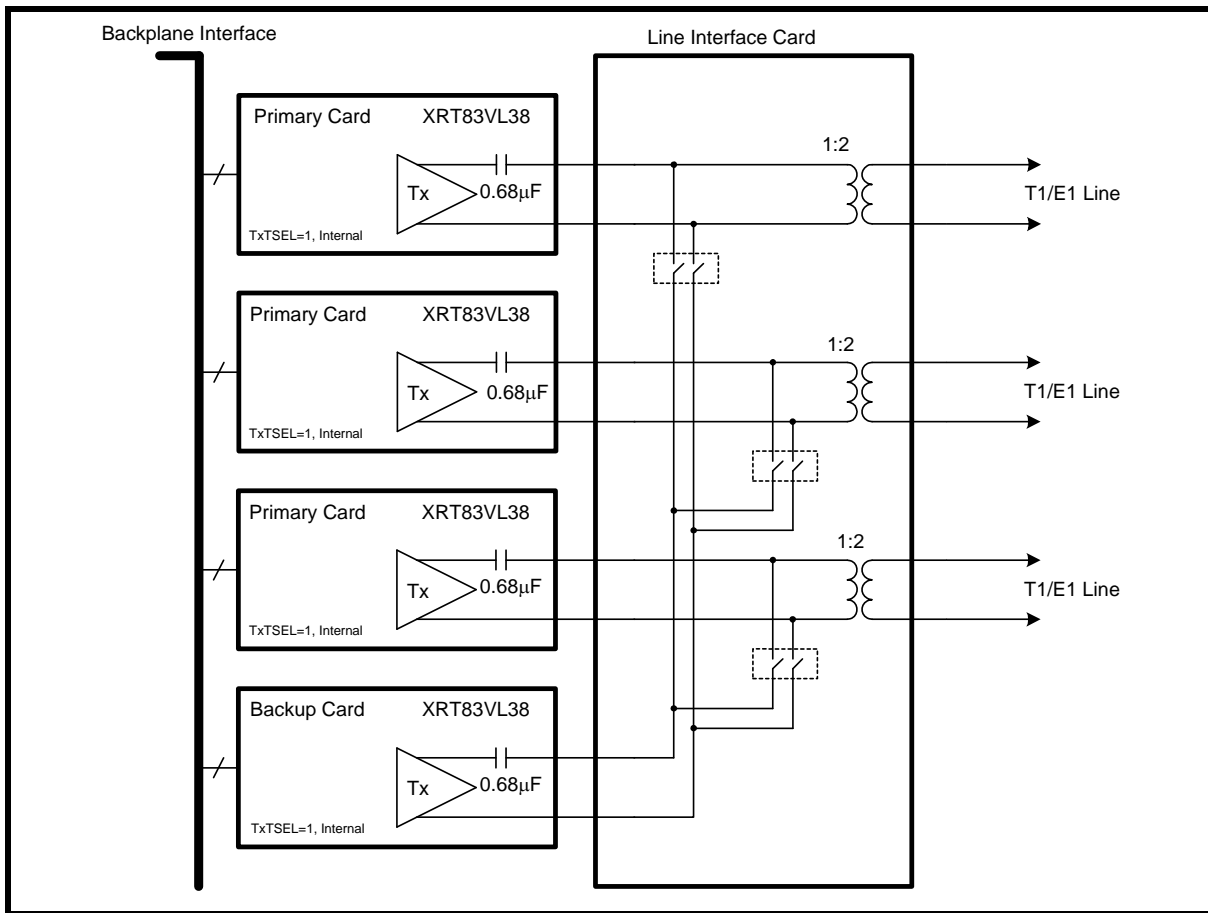 Backplane Interface
Line Interface Card
Primary Card XRT83VL38
Tx
0.68μF
TxTSEL=1, Internal
1:2
T1/E1 Line
Primary Card XRT83VL38
Tx
0.68μF
TxTSEL=1, Internal
1:2
T1/E1 Line
Primary Card XRT83VL38
Tx
0.68μF
TxTSEL=1, Internal
1:2
T1/E1 Line
Backup Card XRT83VL38
Tx
0.68μF
TxTSEL=1, Internal